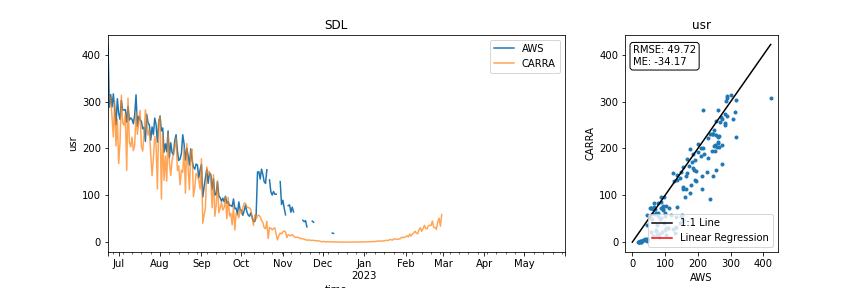 SDL
usr
400
300
200
100
0
usr
AWS
CARRA
Jul
Aug
Sep
Oct
Nov
Dec
Jan
2023
Feb
Mar
Apr
May
time
usr
RMSE: 49.72
ME: -34.17
CARRA
400
300
200
100
0
1:1 Line
Linear Regression
0
100
200
300
400
AWS